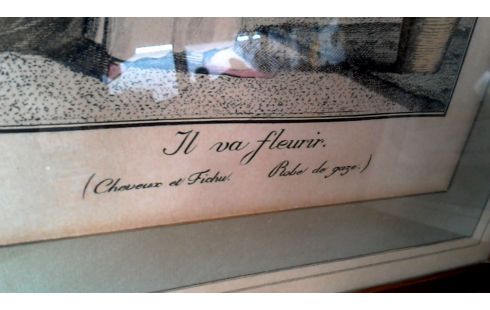 Il va fleurir.
(Cheveux et Fichu. Robe de gaze.)